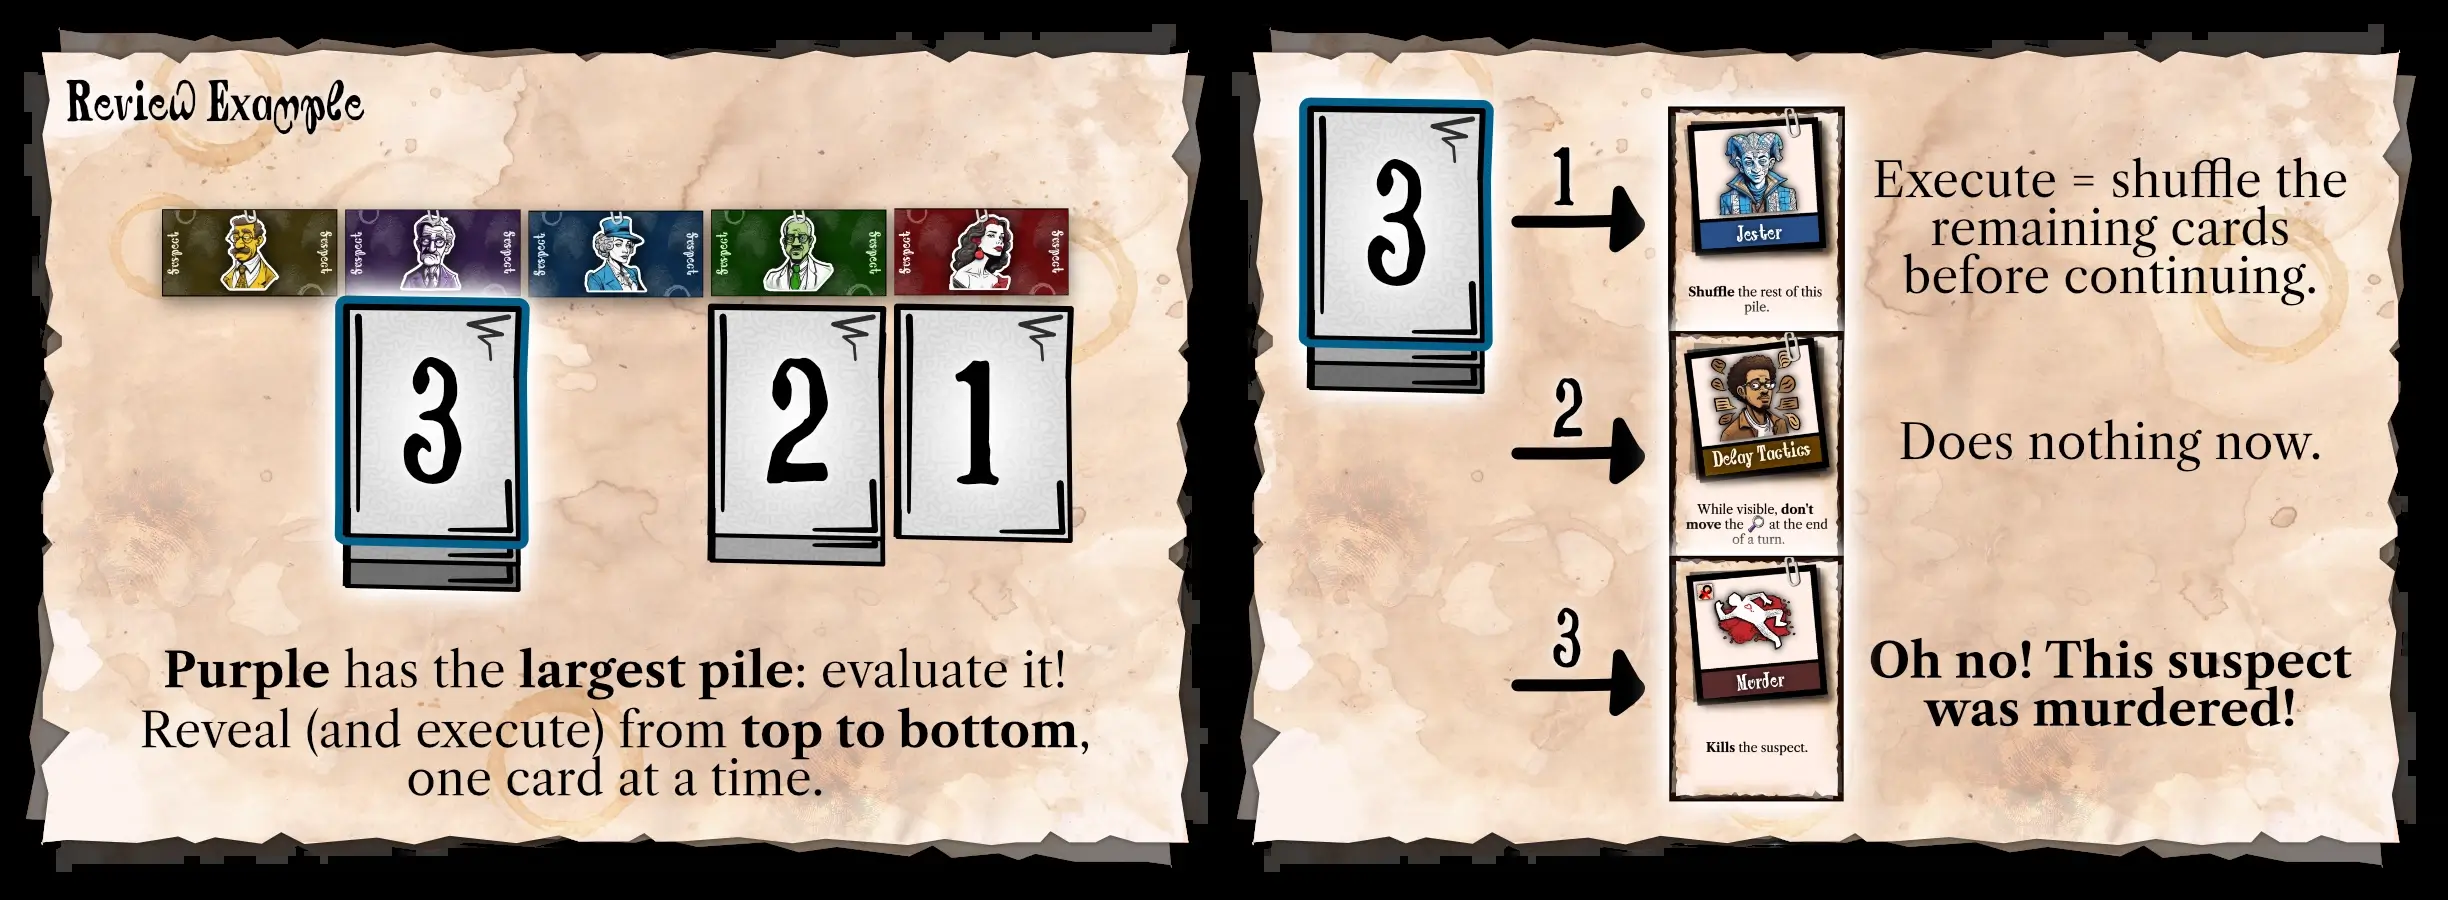 Review Example
Suspect Suspect Suspect Suspect Suspect Suspect Suspect Suspect Suspect Suspect
3 2 1
Purple has the largest pile: evaluate it!
Reveal (and execute) from top to bottom,
one card at a time.
3
1
Jester
Shuffle the rest of this
pile.
Execute = shuffle the
remaining cards
before continuing.
2
Delay Tactics
While visible, don't
move the at the end
of a turn.
Does nothing now.
3
Murder
Kills the suspect.
Oh no! This suspect
was murdered!